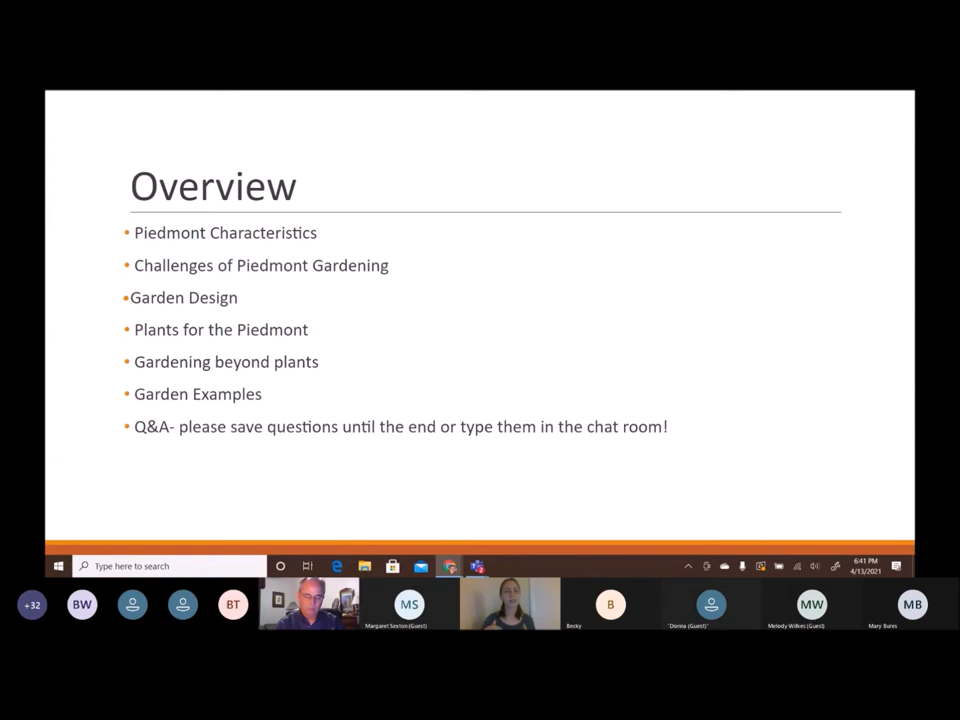 Overview
• Piedmont Characteristics
• Challenges of Piedmont Gardening
•Garden Design
• Plants for the Piedmont
• Gardening beyond plants
• Garden Examples
• Q&A- please save questions until the end or type them in the chat room!
Type here to search
6:41 PM
4/13/2021
+32
BW
BT
MS
B
MW
MB
Margaret Sexton (Guest)
Becky
"Donna (Guest)"
Melody Wilkes (Guest)
Mary Bures